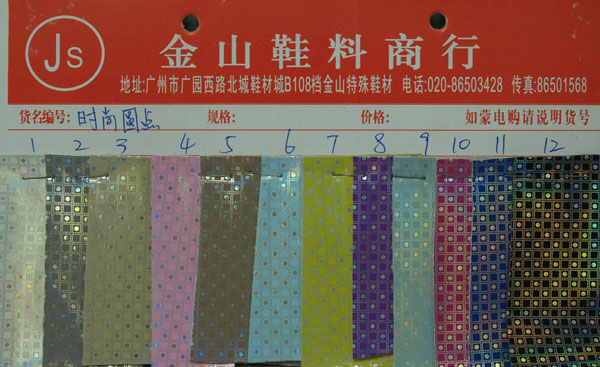 Js
金山鞋料商行
地址:广州市广园西路北城鞋材城B108档金山特殊鞋材 电话:020-86503428 传真:86501568
货名编号: 时尚圆点 规格: 价格: 如蒙电购请说明货号
1 2 3 4 5 6 7 8 9 10 11 12